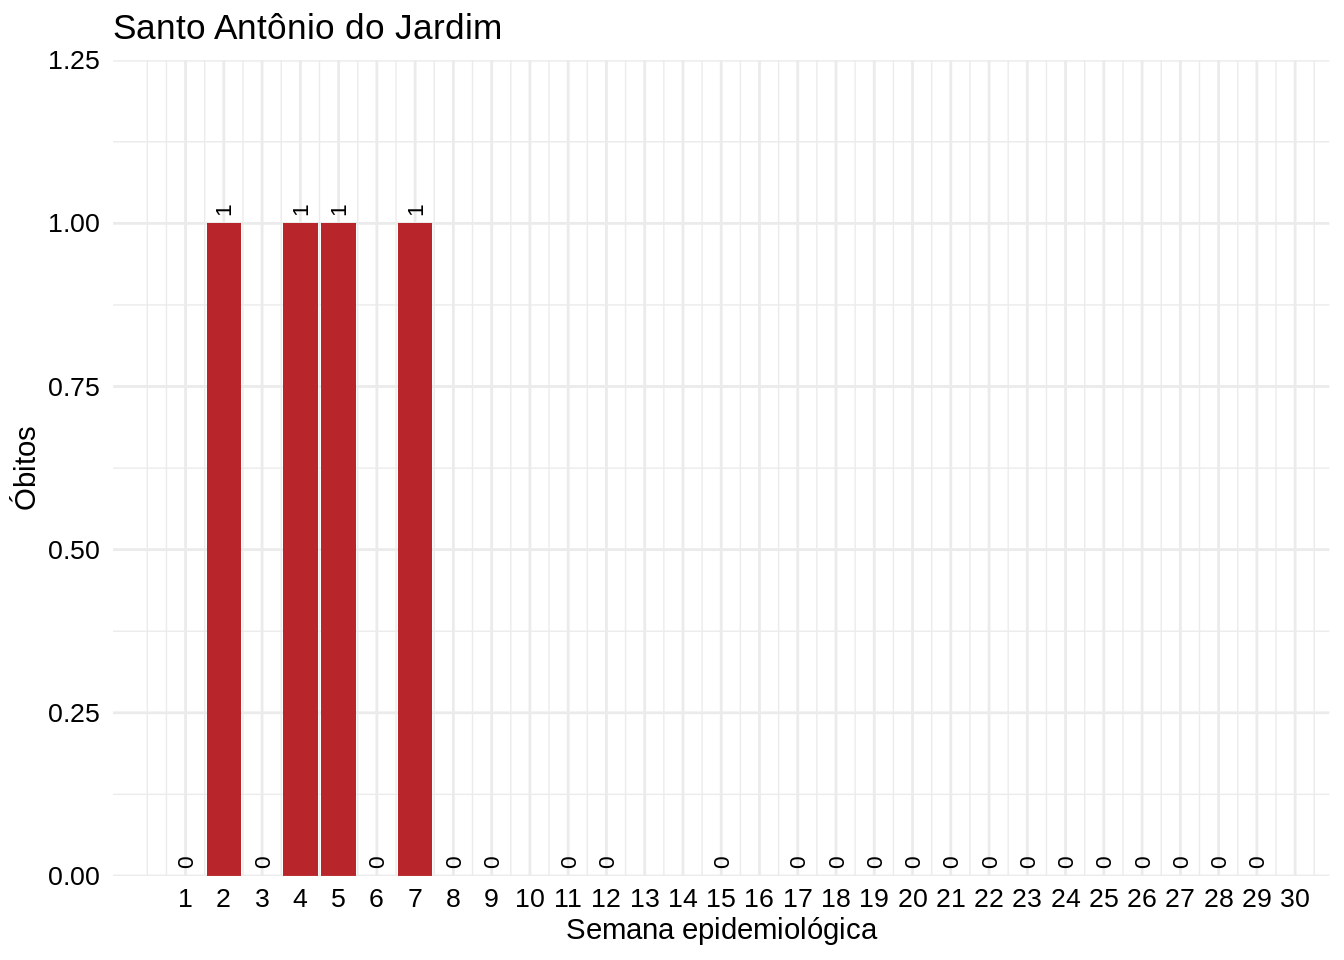 Santo Antônio do Jardim
1.25
1.00
0.75
0.50
0.25
0.00
Óbitos
1 1 1 1
0 0 0 0 0 0 0 0 0 0 0 0 0 0 0 0 0 0 0 0 0 0
1 2 3 4 5 6 7 8 9 10 11 12 13 14 15 16 17 18 19 20 21 22 23 24 25 26 27 28 29 30
Semana epidemiológica